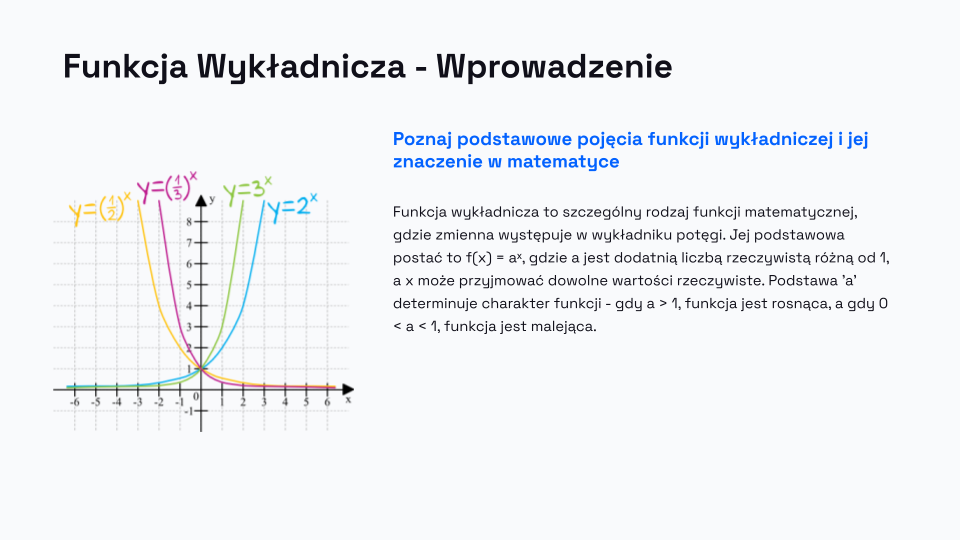 Funkcja Wykładnicza - Wprowadzenie
Poznaj podstawowe pojęcia funkcji wykładniczej i jej
znaczenie w matematyce
Funkcja wykładnicza to szczególny rodzaj funkcji matematycznej,
gdzie zmienna występuje w wykładniku potęgi. Jej podstawowa
postać to f(x) = aˣ, gdzie a jest dodatnią liczbą rzeczywistą różną od 1,
a x może przyjmować dowolne wartości rzeczywiste. Podstawa 'a'
determinuje charakter funkcji - gdy a > 1, funkcja jest rosnąca, a gdy 0
< a < 1, funkcja jest malejąca.
y=(1/2)ˣ
y=(1/3)ˣ
y=3ˣ
y=2ˣ
y
8
7
6
5
4
3
2
1
-1
-6 -5 -4 -3 -2 -1 0 1 2 3 4 5 6 x